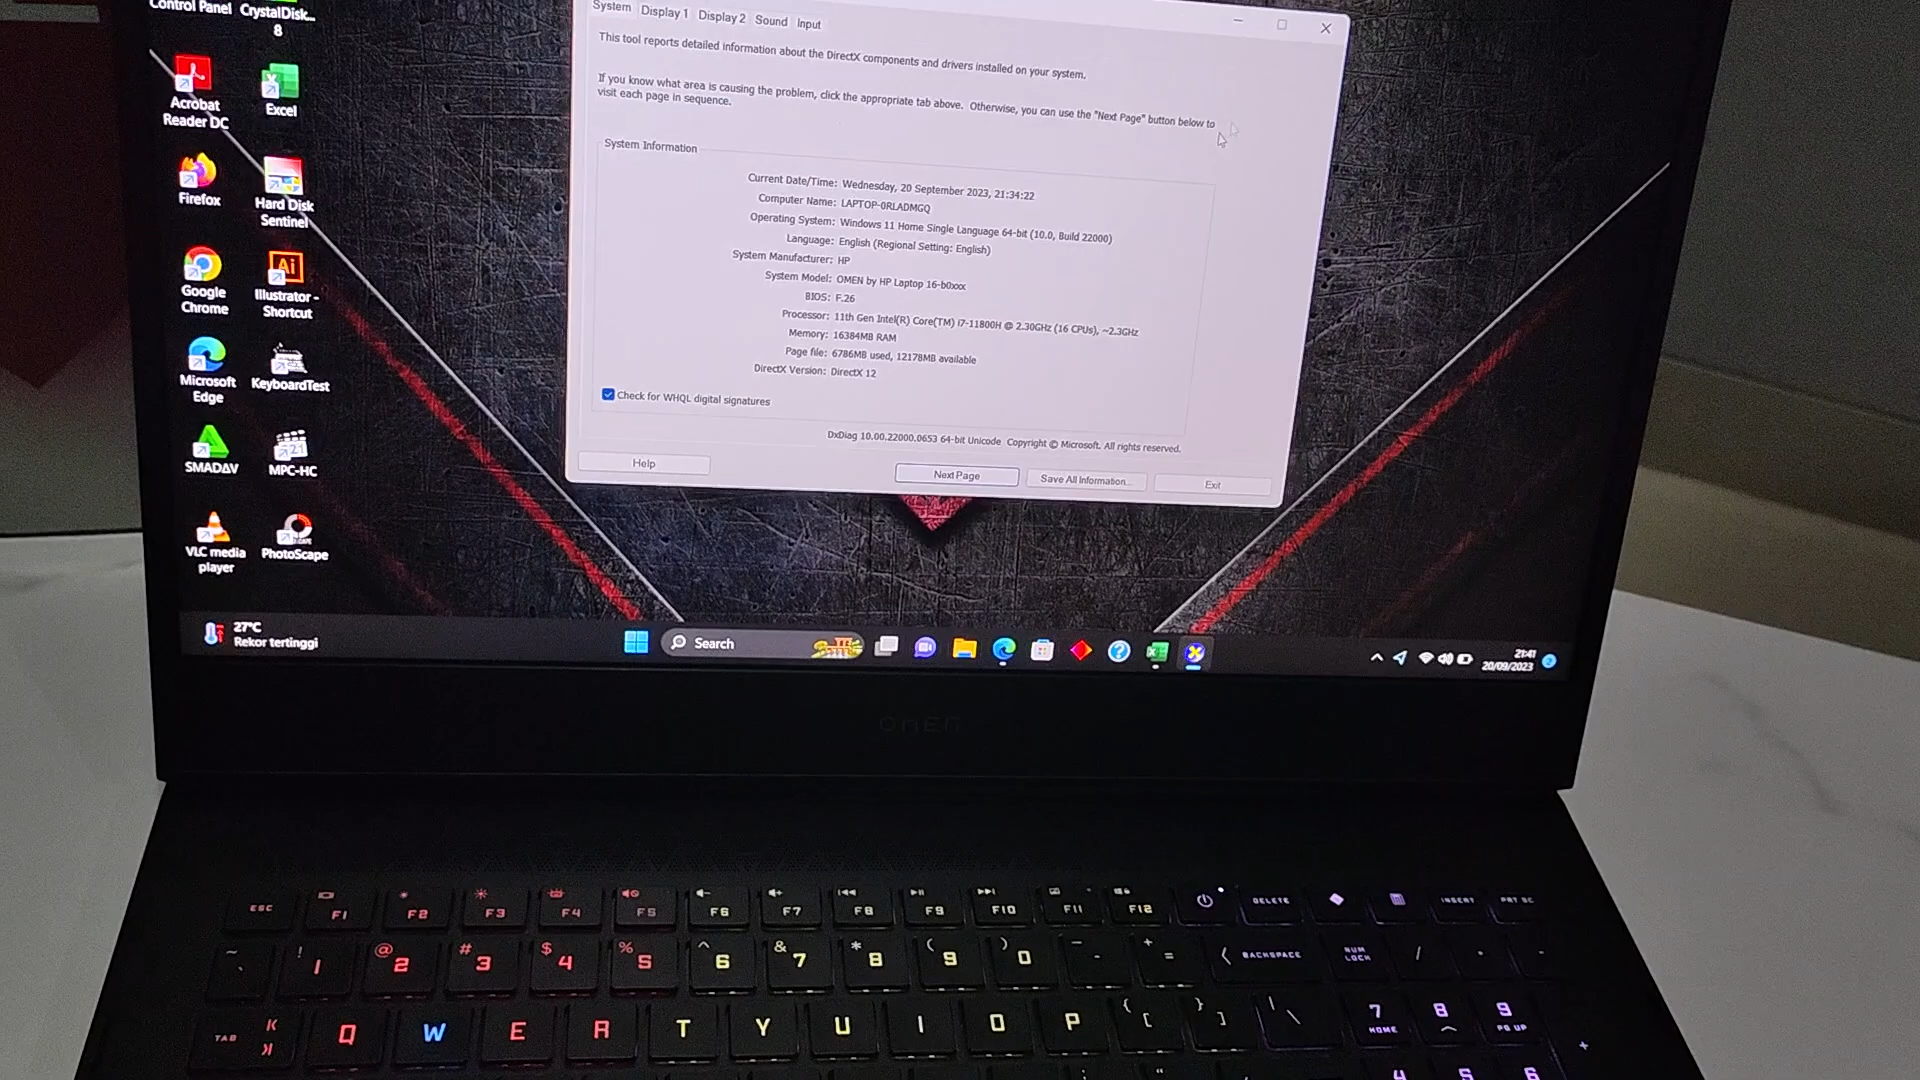 Control Panel
CrystalDisk...
8
Acrobat
Reader DC
Excel
Firefox
Hard Disk
Sentinel
Google
Chrome
Ai
Illustrator -
Shortcut
Microsoft
Edge
KeyboardTest
SMADΔV
321
MPC-HC
VLC media
player
PhotoScape
System Display 1 Display 2 Sound Input
This tool reports detailed information about the DirectX components and drivers installed on your system.
If you know what area is causing the problem, click the appropriate tab above. Otherwise, you can use the "Next Page" button below to
visit each page in sequence.
System Information
Current Date/Time: Wednesday, 20 September 2023, 21:34:22
Computer Name: LAPTOP-0RLADMGQ
Operating System: Windows 11 Home Single Language 64-bit (10.0, Build 22000)
Language: English (Regional Setting: English)
System Manufacturer: HP
System Model: OMEN by HP Laptop 16-b0xxx
BIOS: F.26
Processor: 11th Gen Intel(R) Core(TM) i7-11800H @ 2.30GHz (16 CPUs), ~2.3GHz
Memory: 16384MB RAM
Page file: 6786MB used, 12178MB available
DirectX Version: DirectX 12
Check for WHQL digital signatures
DxDiag 10.00.22000.0653 64-bit Unicode Copyright © Microsoft. All rights reserved.
Help
Next Page
Save All Information...
Exit
27°C
Rekor tertinggi
Search
21:41
20/09/2023
2
OMEN
ESC F1 F2 F3 F4 F5 F6 F7 F8 F9 F10 F11 F12 DELETE INSERT PRT SC
~ ` ! 1 @ 2 # 3 $ 4 % 5 ^ 6 & 7 * 8 ( 9 ) 0 _ - + = BACKSPACE NUM LOCK / * -
TAB Q W E R T Y U I O P { [ } ] | \ 7 HOME 8 9 PG UP
+
: " 4 5 6